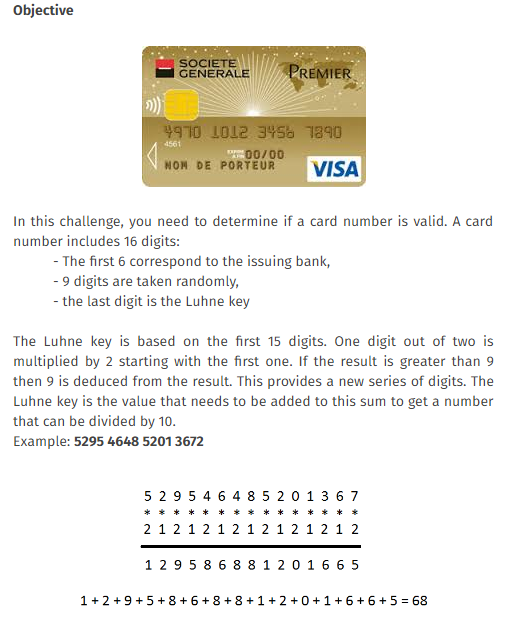 Objective
SOCIETE
GENERALE
PREMIER
4970 1012 3456 7890
4561
EXPIRE
A FIN 00/00
NOM DE PORTEUR
VISA
In this challenge, you need to determine if a card number is valid. A card
number includes 16 digits:
- The first 6 correspond to the issuing bank,
- 9 digits are taken randomly,
- the last digit is the Luhne key
The Luhne key is based on the first 15 digits. One digit out of two is
multiplied by 2 starting with the first one. If the result is greater than 9
then 9 is deduced from the result. This provides a new series of digits. The
Luhne key is the value that needs to be added to this sum to get a number
that can be divided by 10.
Example: 5295 4648 5201 3672
5 2 9 5 4 6 4 8 5 2 0 1 3 6 7
* * * * * * * * * * * * * * *
2 1 2 1 2 1 2 1 2 1 2 1 2 1 2
1 2 9 5 8 6 8 8 1 2 0 1 6 6 5
1 + 2 + 9 + 5 + 8 + 6 + 8 + 8 + 1 + 2 + 0 + 1 + 6 + 6 + 5 = 68